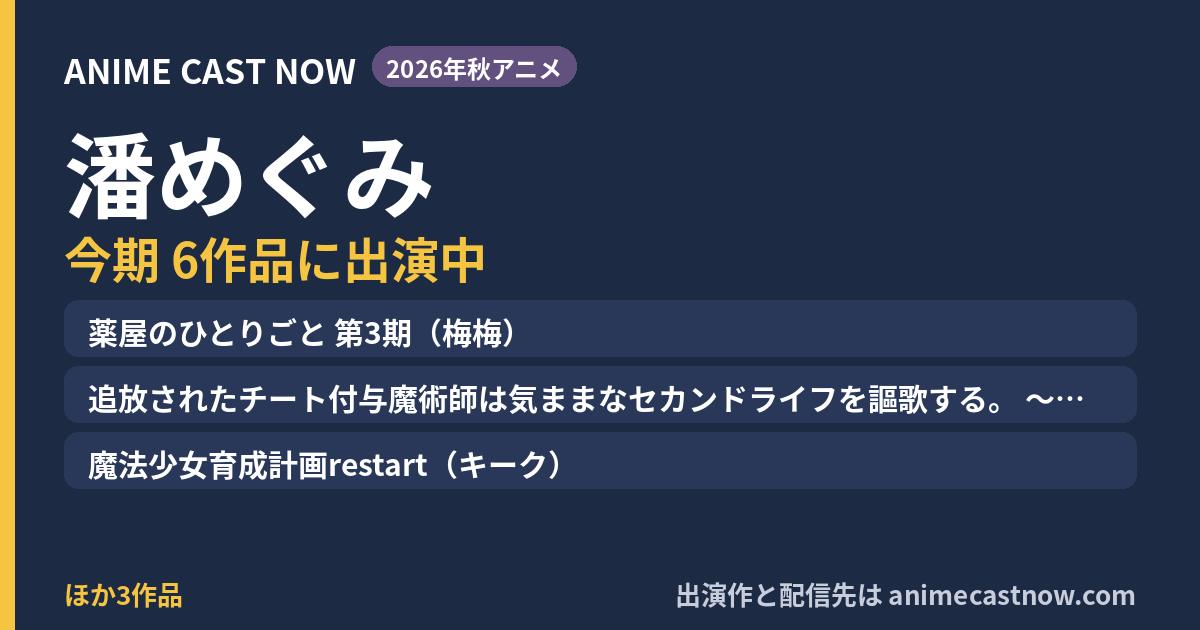 ANIME CAST NOW 2026年秋アニメ
潘めぐみ
今期 6作品に出演中
薬屋のひとりごと 第3期（梅梅）
追放されたチート付与魔術師は気ままなセカンドライフを謳歌する。 ～…
魔法少女育成計画restart（キーク）
ほか3作品
出演作と配信先は animecastnow.com